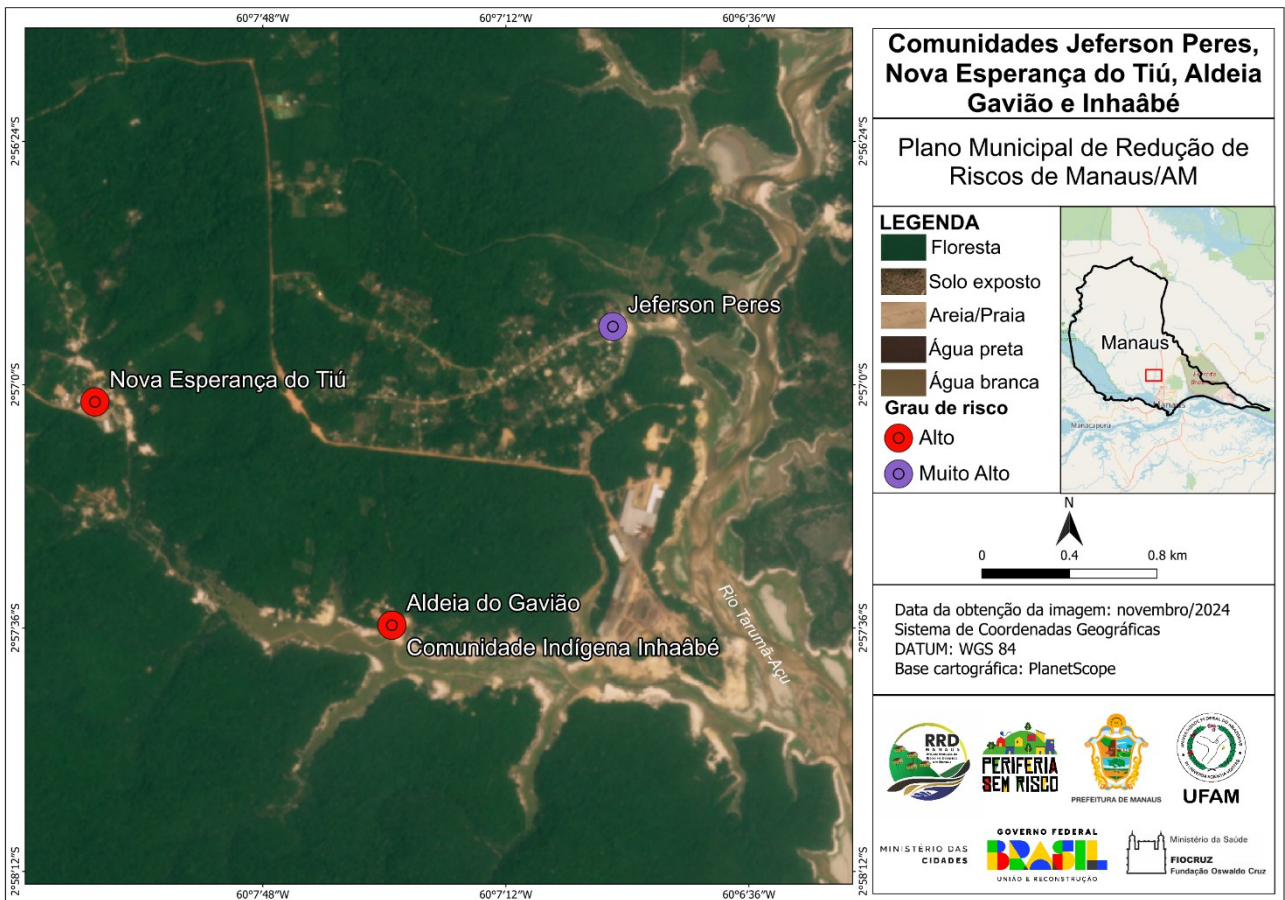 60°7'48"W
60°7'12"W
60°6'36"W
2°56'24"S
2°57'0"S
2°57'36"S
2°58'12"S
2°56'24"S
2°57'0"S
2°57'36"S
2°58'12"S
Jeferson Peres
Nova Esperança do Tiú
Aldeia do Gavião
Comunidade Indígena Inhaâbé
Rio Tarumã-Açu
60°7'48"W
60°7'12"W
60°6'36"W
Comunidades Jeferson Peres,
Nova Esperança do Tiú, Aldeia
Gavião e Inhaâbé
Plano Municipal de Redução de
Riscos de Manaus/AM
LEGENDA
Floresta
Solo exposto
Areia/Praia
Água preta
Água branca
Grau de risco
Alto
Muito Alto
Manaus
Manaus
Manacapuru
N
0 0.4 0.8 km
Data da obtenção da imagem: novembro/2024
Sistema de Coordenadas Geográficas
DATUM: WGS 84
Base cartográfica: PlanetScope
RRD
MANAUS
PERIFERIA
SEM RISCO
PREFEITURA DE MANAUS
UFAM
MINISTÉRIO DAS
CIDADES
GOVERNO FEDERAL
BRASIL
UNIÃO E RECONSTRUÇÃO
Ministério da Saúde
FIOCRUZ
Fundação Oswaldo Cruz